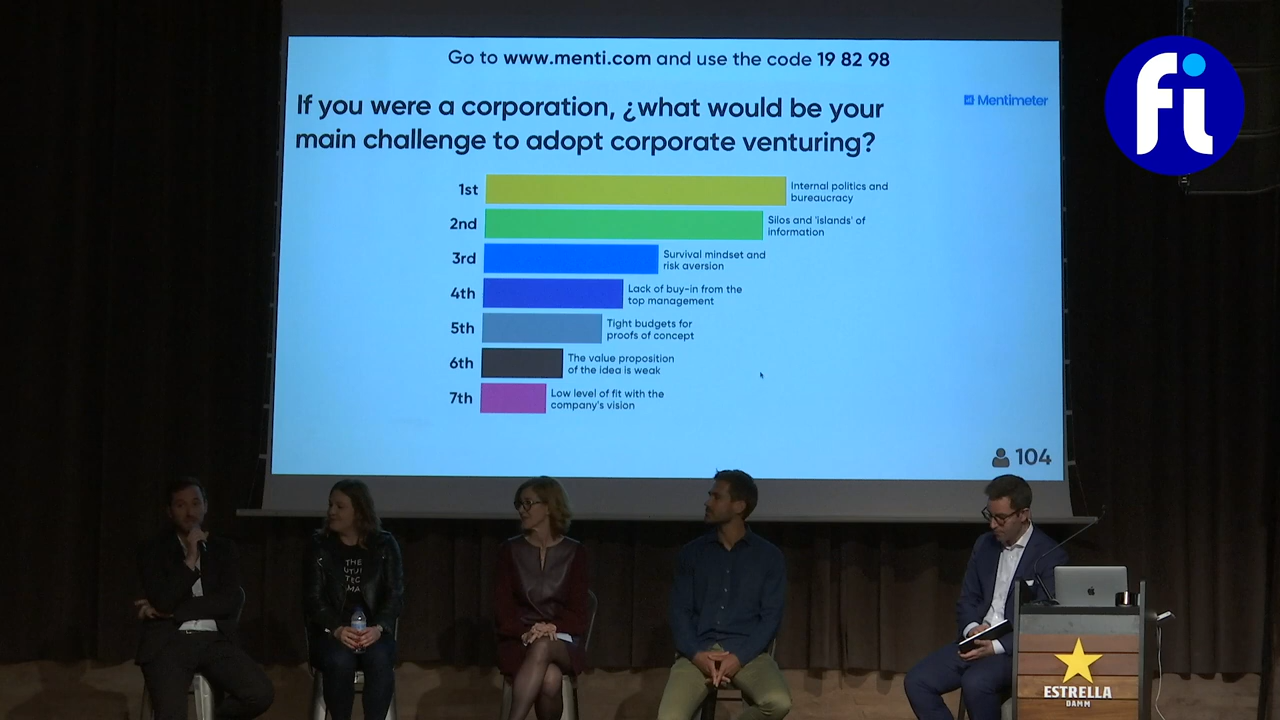 Go to www.menti.com and use the code 19 82 98
If you were a corporation, ¿what would be your
main challenge to adopt corporate venturing?
Mentimeter
fi
1st
Internal politics and
bureaucracy
2nd
Silos and 'islands' of
information
3rd
Survival mindset and
risk aversion
4th
Lack of buy-in from the
top management
5th
Tight budgets for
proofs of concept
6th
The value proposition
of the idea is weak
7th
Low level of fit with the
company's vision
104
THE
ESTRELLA
DAMM